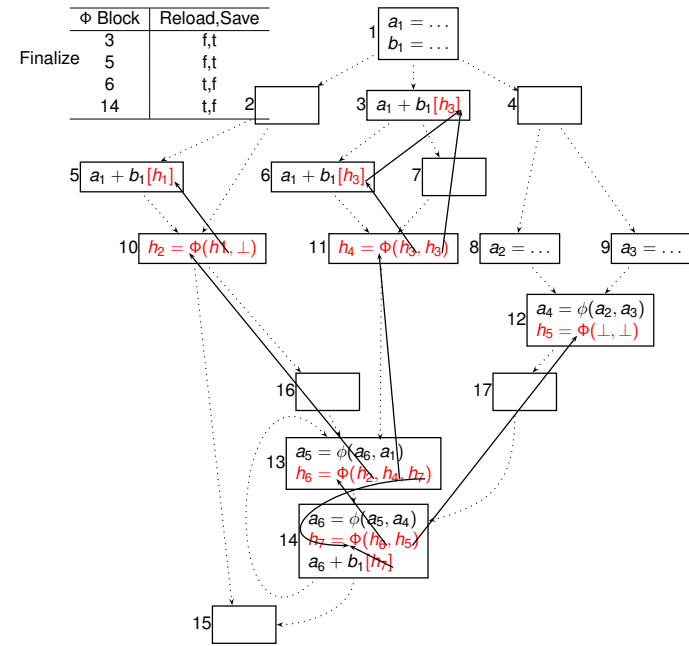 Φ Block Reload,Save
3 f,t
Finalize
5 f,t
6 t,f
14 t,f
1 a₁ = …
b₁ = …
2
3 a₁ + b₁[h₃]
4
5 a₁ + b₁[h₁]
6 a₁ + b₁[h₃]
7
10 h₂ = Φ(h1, ⊥)
11 h₄ = Φ(h₃, h₃)
8 a₂ = …
9 a₃ = …
12 a₄ = ϕ(a₂, a₃)
h₅ = Φ(⊥, ⊥)
16
17
13 a₅ = ϕ(a₆, a₁)
h₆ = Φ(h₂, h₄, h₇)
14 a₆ = ϕ(a₅, a₄)
h₇ = Φ(h₆, h₅)
a₆ + b₁[h₇]
15